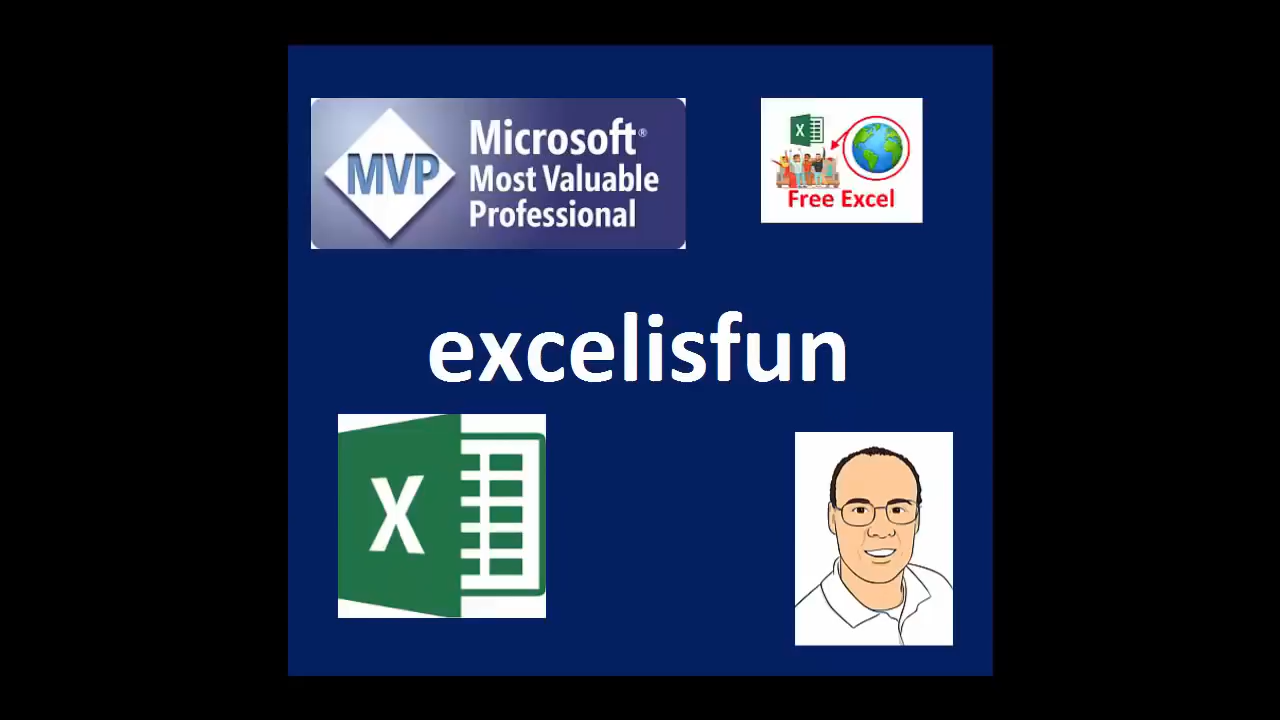 MVP
Microsoft®
Most Valuable
Professional
X
Free Excel
excelisfun
X